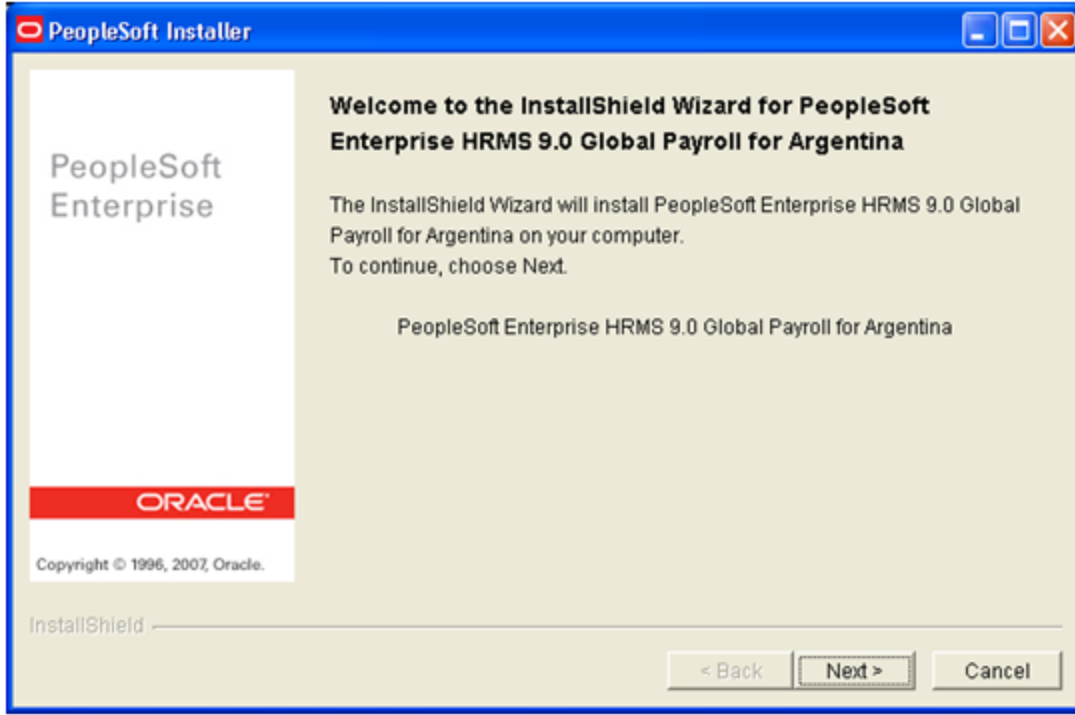 PeopleSoft Installer
PeopleSoft
Enterprise
ORACLE
Copyright © 1996, 2007, Oracle.
Welcome to the InstallShield Wizard for PeopleSoft
Enterprise HRMS 9.0 Global Payroll for Argentina
The InstallShield Wizard will install PeopleSoft Enterprise HRMS 9.0 Global
Payroll for Argentina on your computer.
To continue, choose Next.
PeopleSoft Enterprise HRMS 9.0 Global Payroll for Argentina
InstallShield
< Back
Next >
Cancel